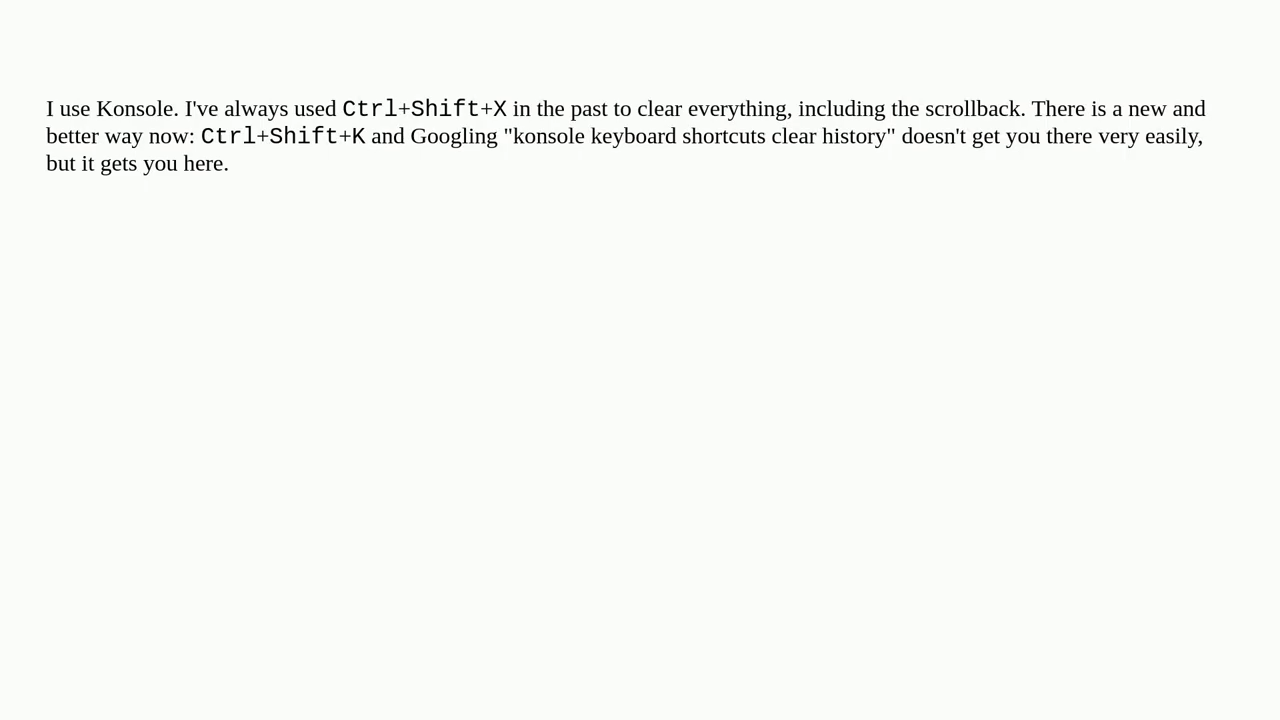 I use Konsole. I've always used Ctrl+Shift+X in the past to clear everything, including the scrollback. There is a new and
better way now: Ctrl+Shift+K and Googling "konsole keyboard shortcuts clear history" doesn't get you there very easily,
but it gets you here.